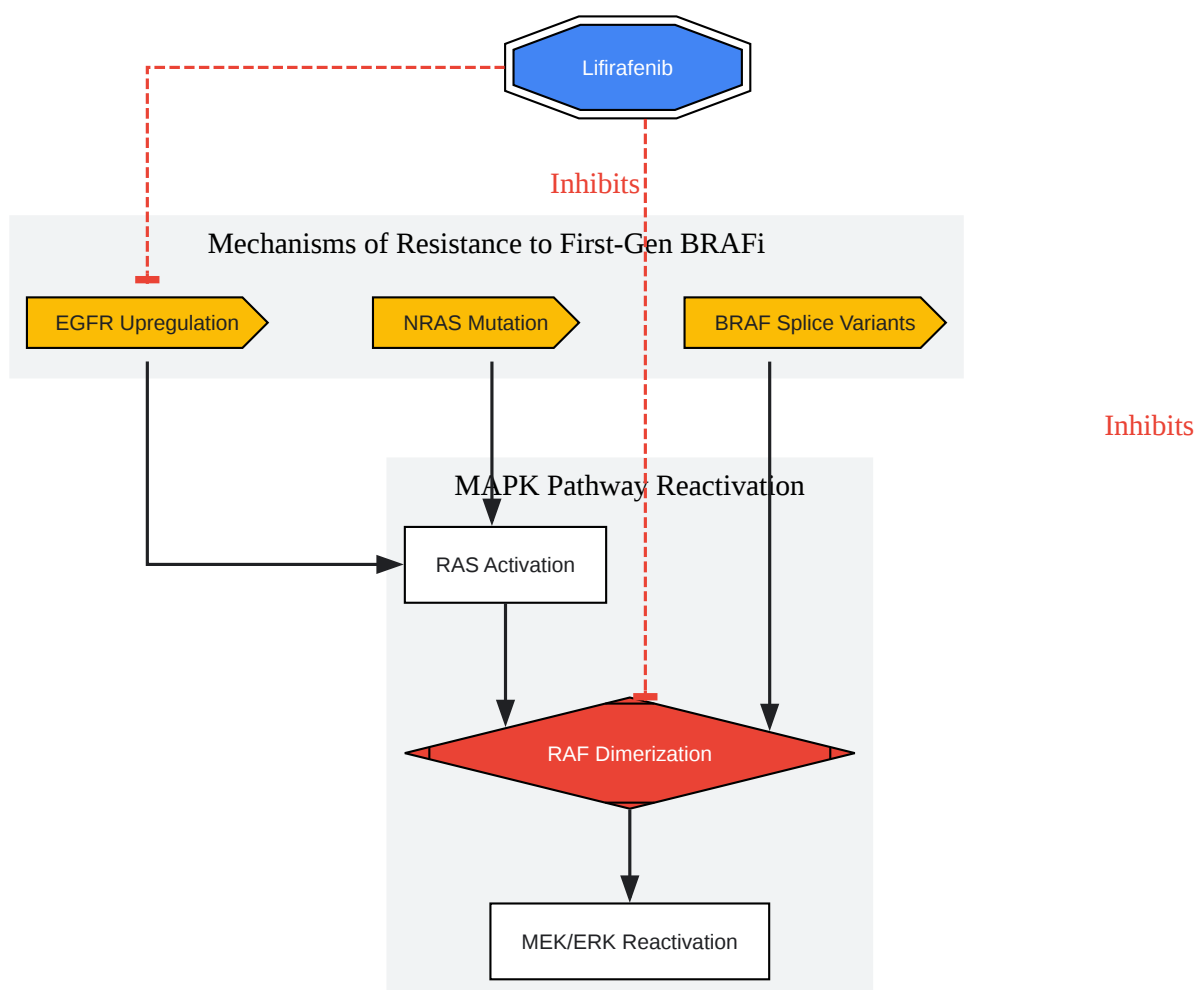 Lifirafenib
Inhibits
Mechanisms of Resistance to First-Gen BRAFi
EGFR Upregulation
NRAS Mutation
BRAF Splice Variants
Inhibits
MAPK Pathway Reactivation
RAS Activation
RAF Dimerization
MEK/ERK Reactivation